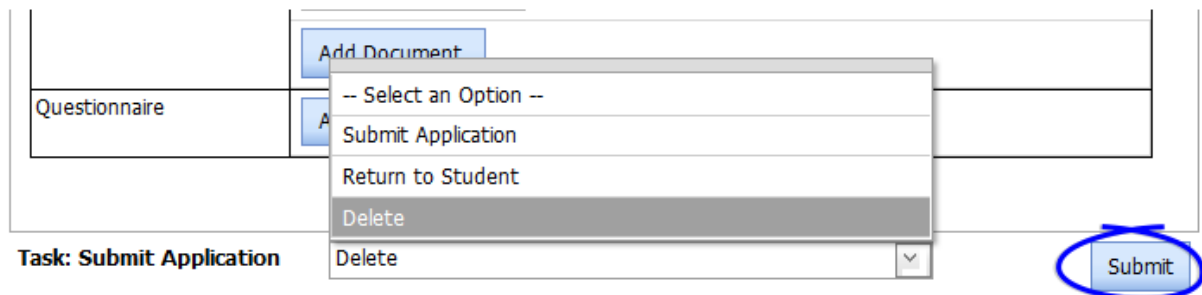 Add Document
-- Select an Option --
Questionnaire
A
Submit Application
Return to Student
Delete
Task: Submit Application
Delete
Submit